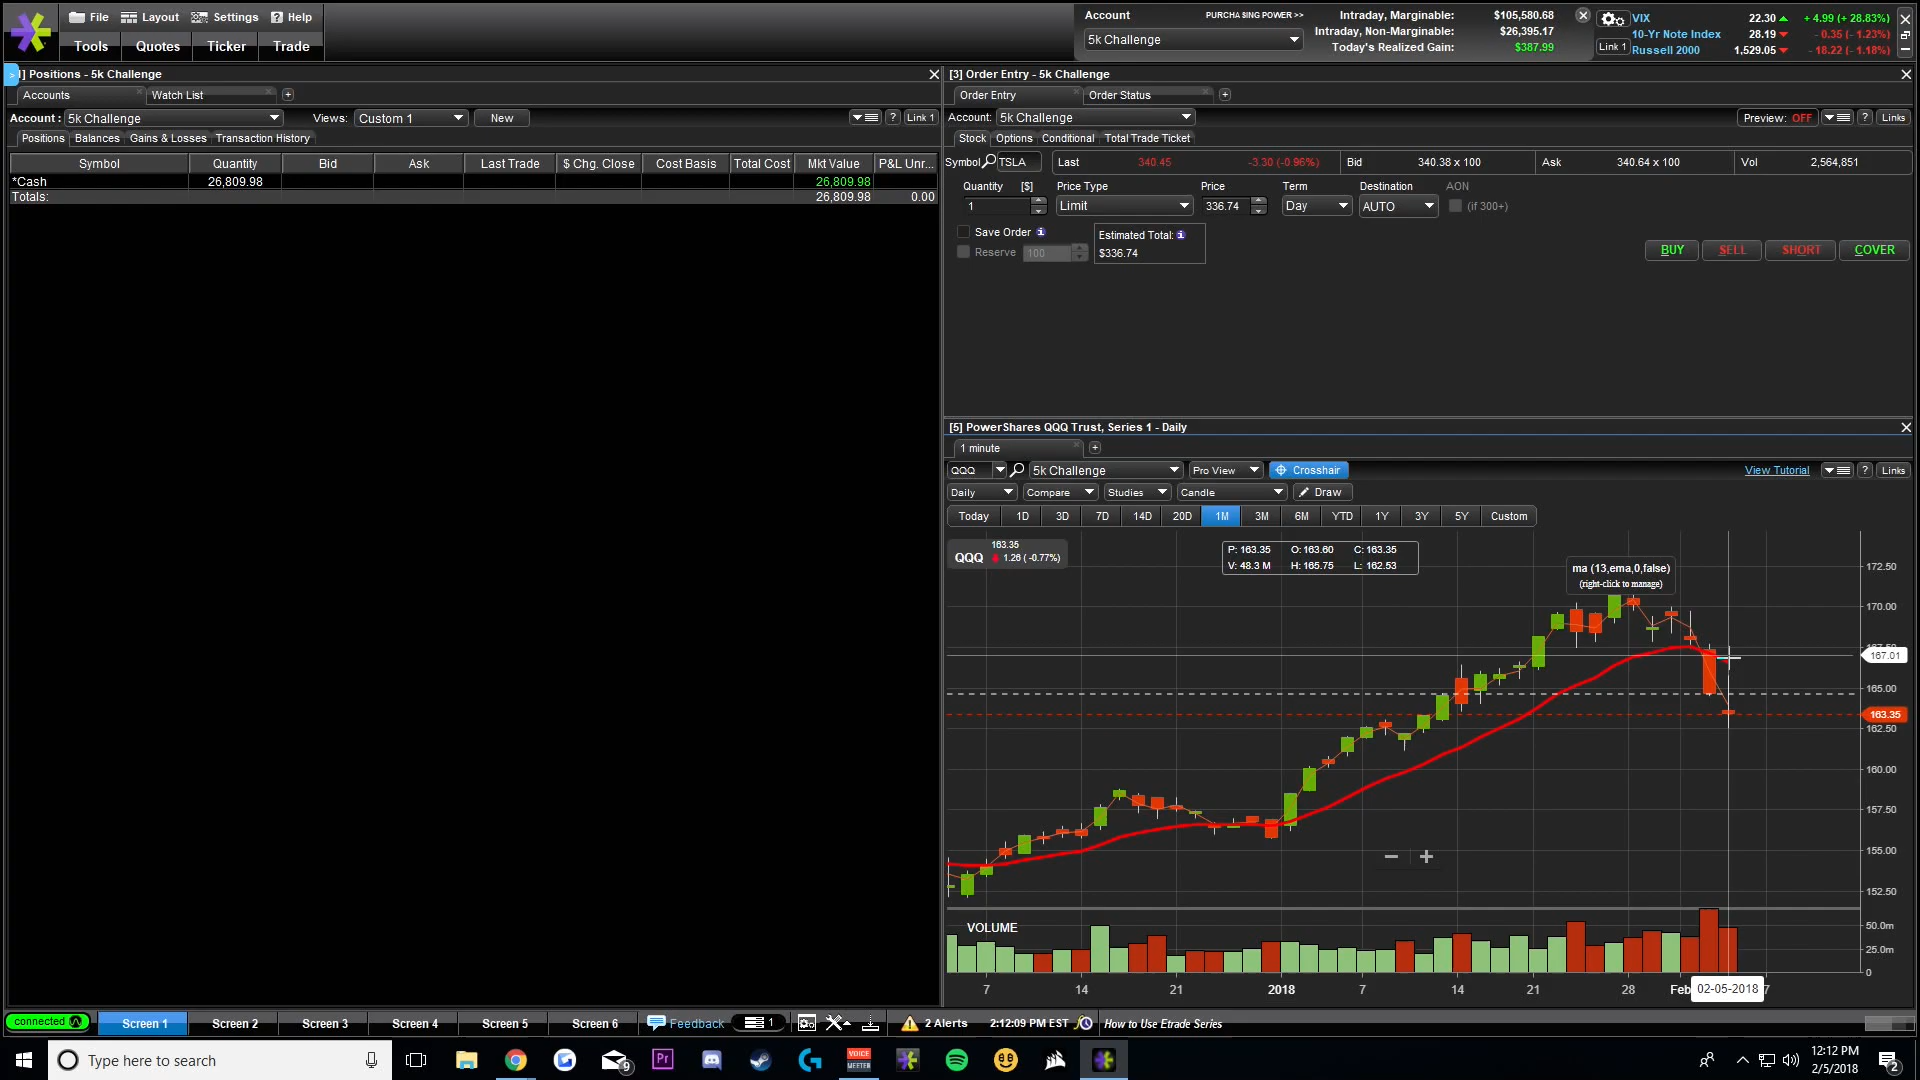 File Layout Settings ? Help
Tools Quotes Ticker Trade
Account PURCHASING POWER >>
5k Challenge
Intraday, Marginable: $105,580.68
Intraday, Non-Marginable: $26,395.17
Today's Realized Gain: $387.99
Link 1
VIX 22.30 + 4.99 (+ 28.83%)
10-Yr Note Index 28.19 - 0.35 (- 1.23%)
Russell 2000 1,529.05 - 18.22 (- 1.18%)
] Positions - 5k Challenge
Accounts Watch List
Account : 5k Challenge Views: Custom 1 New ? Link 1
Positions Balances Gains & Losses Transaction History
Symbol Quantity Bid Ask Last Trade $ Chg. Close Cost Basis Total Cost Mkt Value P&L Unr...
*Cash 26,809.98 26,809.98
Totals: 26,809.98 0.00
[3] Order Entry - 5k Challenge
Order Entry Order Status
Account: 5k Challenge Preview: OFF ? Links
Stock Options Conditional Total Trade Ticket
Symbol TSLA Last 340.45 -3.30 (-0.96%) Bid 340.38 x 100 Ask 340.64 x 100 Vol 2,564,851
Quantity [$] Price Type Price Term Destination AON
1 Limit 336.74 Day AUTO (if 300+)
Save Order Estimated Total:
Reserve 100 $336.74
BUY SELL SHORT COVER
[5] PowerShares QQQ Trust, Series 1 - Daily
1 minute
QQQ 5k Challenge Pro View Crosshair View Tutorial ? Links
Daily Compare Studies Candle Draw
Today 1D 3D 7D 14D 20D 1M 3M 6M YTD 1Y 3Y 5Y Custom
QQQ 163.35
1.26 ( -0.77%)
P: 163.35 O: 163.60 C: 163.35
V: 48.3 M H: 165.75 L: 162.53
ma (13,ema,0,false)
(right-click to manage)
172.50
170.00
167.01
165.00
163.35
162.50
160.00
157.50
155.00
152.50
VOLUME
50.0m
25.0m
0
7 14 21 2018 7 14 21 28 Feb 02-05-2018 7
connected Screen 1 Screen 2 Screen 3 Screen 4 Screen 5 Screen 6 Feedback 1 2 Alerts 2:12:09 PM EST How to Use Etrade Series
Type here to search
9
Pr
VOICE
MEETER
12:12 PM
2/5/2018
2